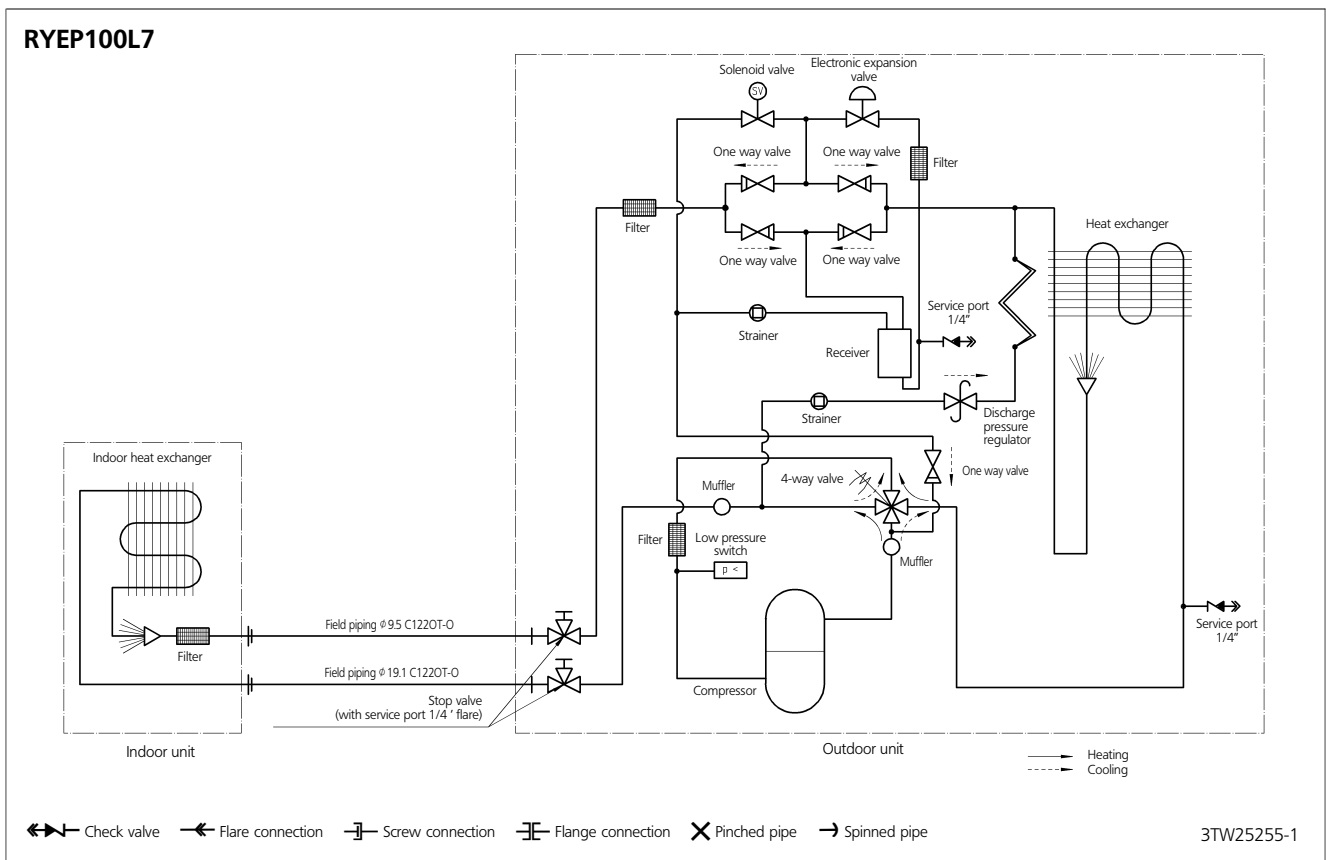 RYEP100L7
Solenoid valve
SV
Electronic expansion
valve
One way valve
One way valve
Filter
Filter
One way valve
One way valve
Heat exchanger
Service port
1/4"
Strainer
Receiver
Strainer
Discharge
pressure
regulator
One way valve
4-way valve
Muffler
Indoor heat exchanger
Filter
Low pressure
switch
p <
Muffler
Field piping ⌀9.5 C122OT-O
Filter
Field piping ⌀19.1 C122OT-O
Service port
1/4"
Compressor
Stop valve
(with service port 1/4 ' flare)
Indoor unit
Outdoor unit
Heating
Cooling
Check valve
Flare connection
Screw connection
Flange connection
Pinched pipe
Spinned pipe
3TW25255-1